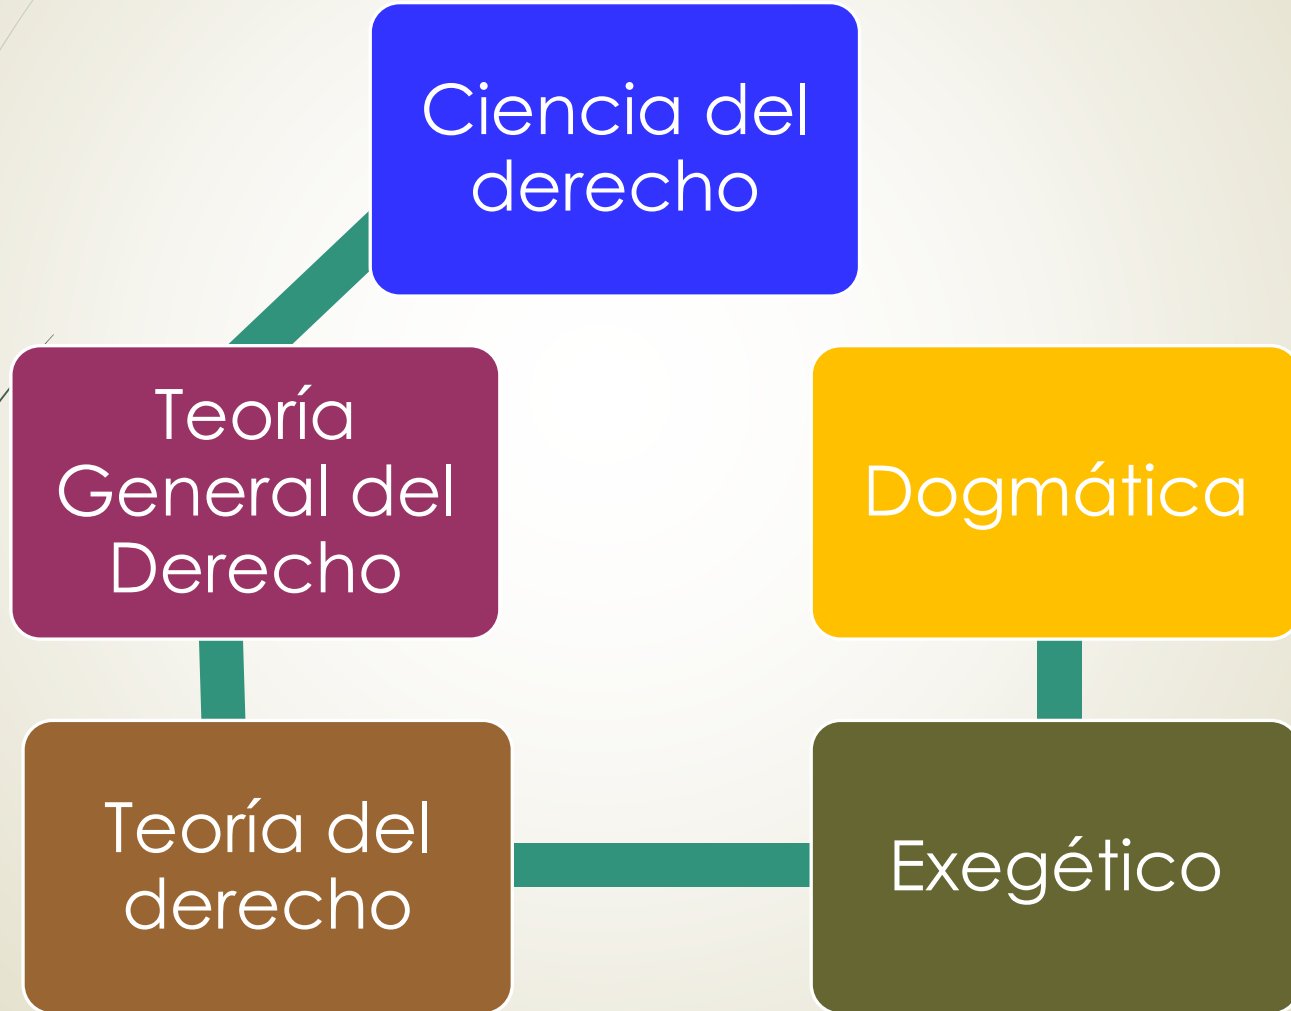 Ciencia del
derecho
Teoría
General del
Derecho
Dogmática
Teoría del
derecho
Exegético